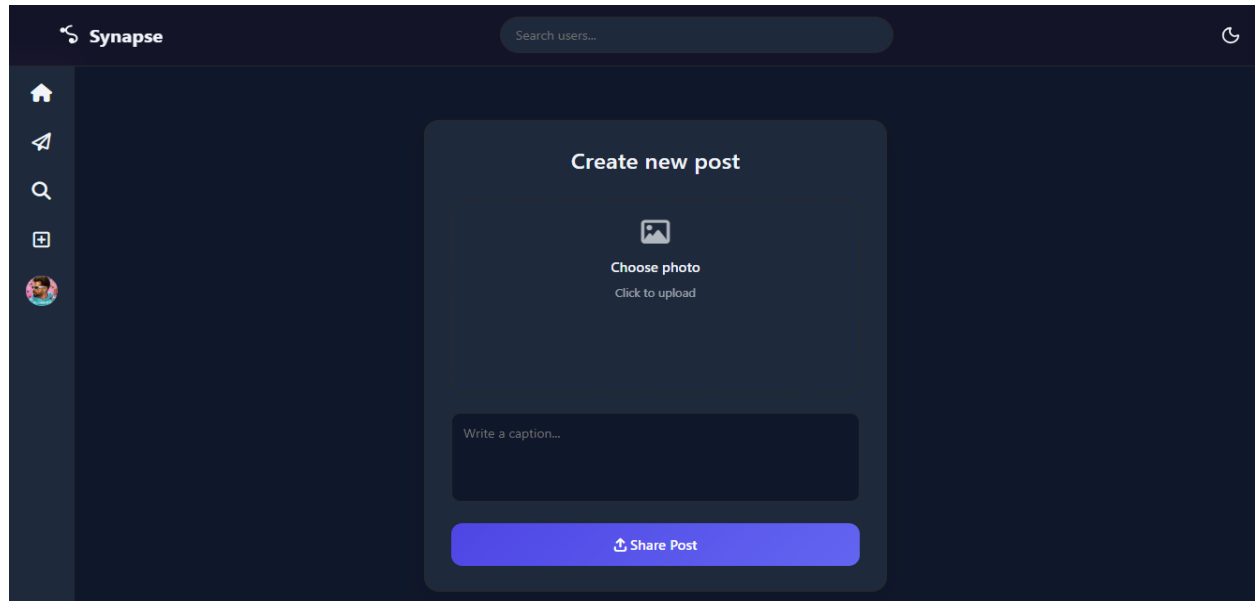 Synapse
Search users...
Create new post
Choose photo
Click to upload
Write a caption...
Share Post